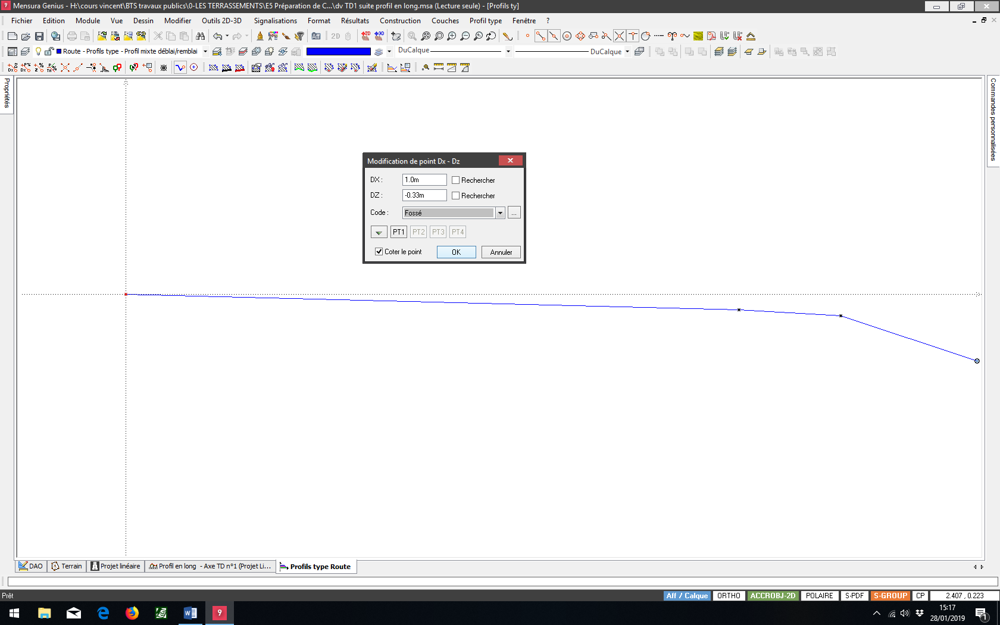 Mensura Genius - H:\cours vincent\BTS travaux publics\0-LES TERRASSEMENTS\E5 Préparation de C...\dv TD1 suite profil en long.msa (Lecture seule) - [Profils ty]
Fichier Edition Module Vue Dessin Modifier Outils 2D-3D Signalisations Format Résultats Construction Couches Profil type Fenêtre ?
Aff 2D
Route - Profils type - Profil mixte déblai/remblai DuCalque DuCalque
Propriétés
Commandes personnalisées
Modification de point Dx - Dz
DX : 1.0m Rechercher
DZ : -0.33m Rechercher
Code : Fossé ...
PT1 PT2 PT3 PT4
Coter le point OK Annuler
DAO Terrain Projet linéaire Profil en long - Axe TD n°1 (Projet Li... Profils type Route
Prêt Aff / Calque ORTHO ACCROBJ-2D POLAIRE S-PDF S-GROUP CP 2.407 , 0.223
15:17
28/01/2019
1